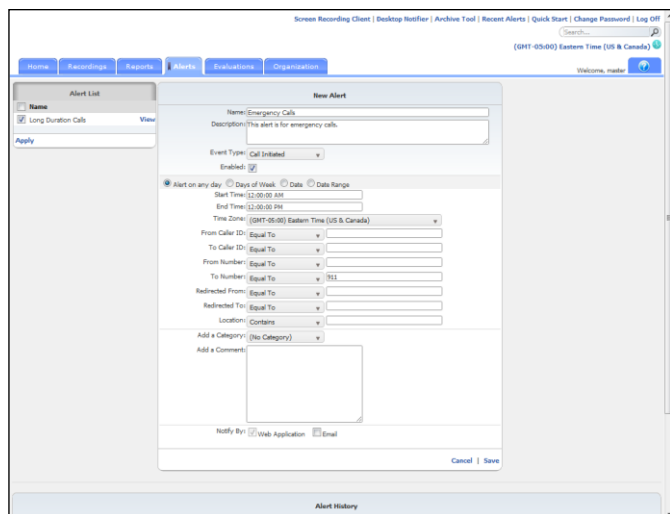 Screen Recording Client | Desktop Notifier | Archive Tool | Recent Alerts | Quick Start | Change Password | Log Off
Search...
(GMT-05:00) Eastern Time (US & Canada)
Home Recordings Reports Alerts Evaluations Organization
Welcome, master
Alert List
Name
Long Duration Calls View
Apply
New Alert
Name: Emergency Calls
Description: This alert is for emergency calls.
Event Type: Call Initiated
Enabled:
Alert on any day Days of Week Date Date Range
Start Time: 12:00:00 AM
End Time: 12:00:00 PM
Time Zone: (GMT-05:00) Eastern Time (US & Canada)
From Caller ID: Equal To
To Caller ID: Equal To
From Number: Equal To
To Number: Equal To 911
Redirected From: Equal To
Redirected To: Equal To
Location: Contains
Add a Category: (No Category)
Add a Comment:
Notify By: Web Application Email
Cancel | Save
Alert History